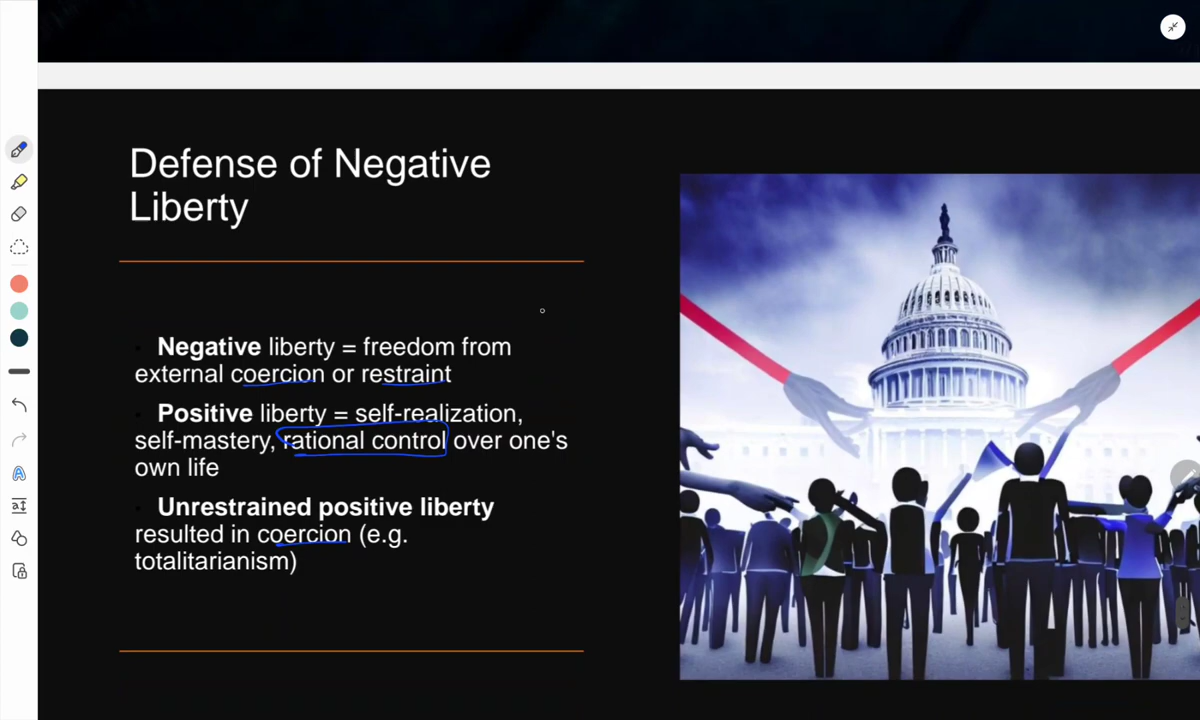 Defense of Negative
Liberty
Negative liberty = freedom from
external coercion or restraint
Positive liberty = self-realization,
self-mastery, rational control over one's
own life
Unrestrained positive liberty
resulted in coercion (e.g.
totalitarianism)